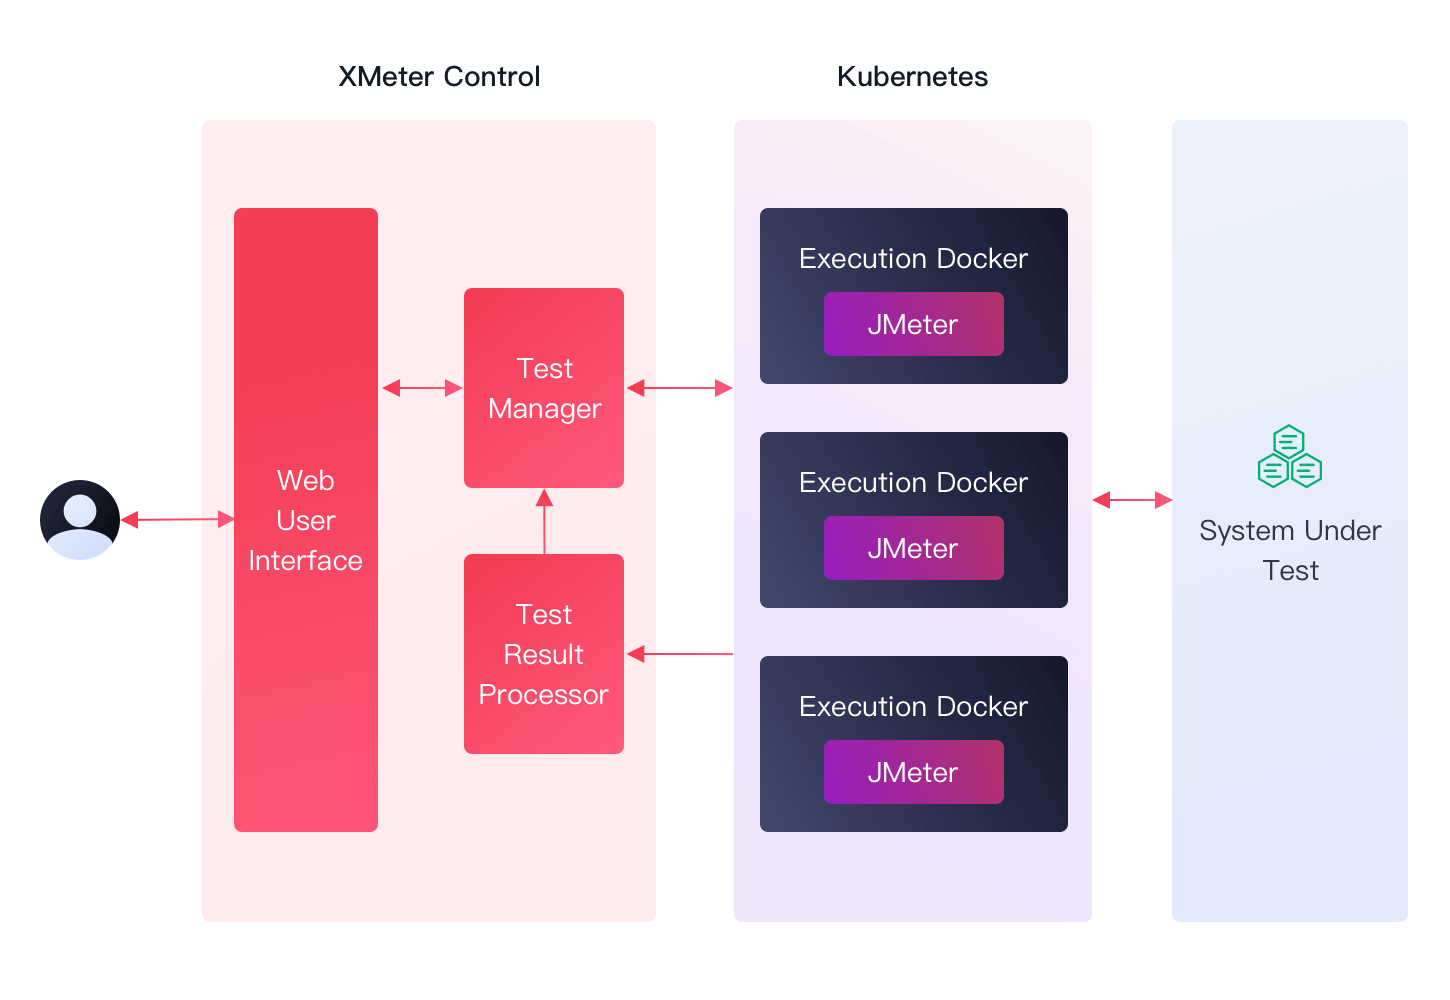 XMeter Control
Kubernetes
Web
User
Interface
Test
Manager
Test
Result
Processor
Execution Docker
JMeter
Execution Docker
JMeter
Execution Docker
JMeter
System Under
Test